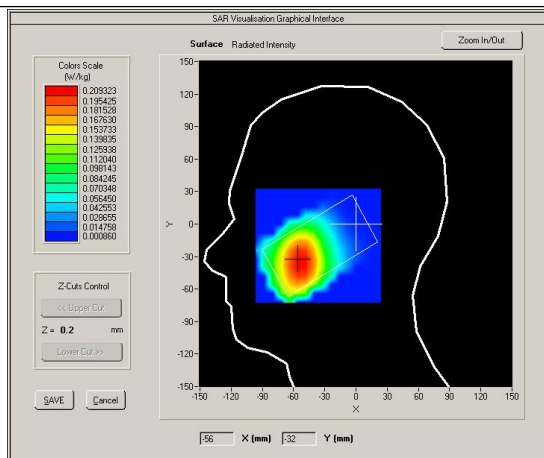 SAR Visualisation Graphical Interface
Surface Radiated Intensity
Zoom In/Out
Colors Scale
(W/kg)
0.209323
0.195425
0.181528
0.167630
0.153733
0.139835
0.125938
0.112040
0.098143
0.084245
0.070348
0.056450
0.042553
0.028655
0.014758
0.000860
Z-Cuts Control
<< Upper Cut
Z = 0.2 mm
Lower Cut >>
SAVE Cancel
150-
120-
90-
60-
30-
Y 0-
-30-
-60-
-90-
-120-
-150-
-150 -120 -90 -60 -30 0 30 60 90 120 150
X
-56 X (mm) -32 Y (mm)